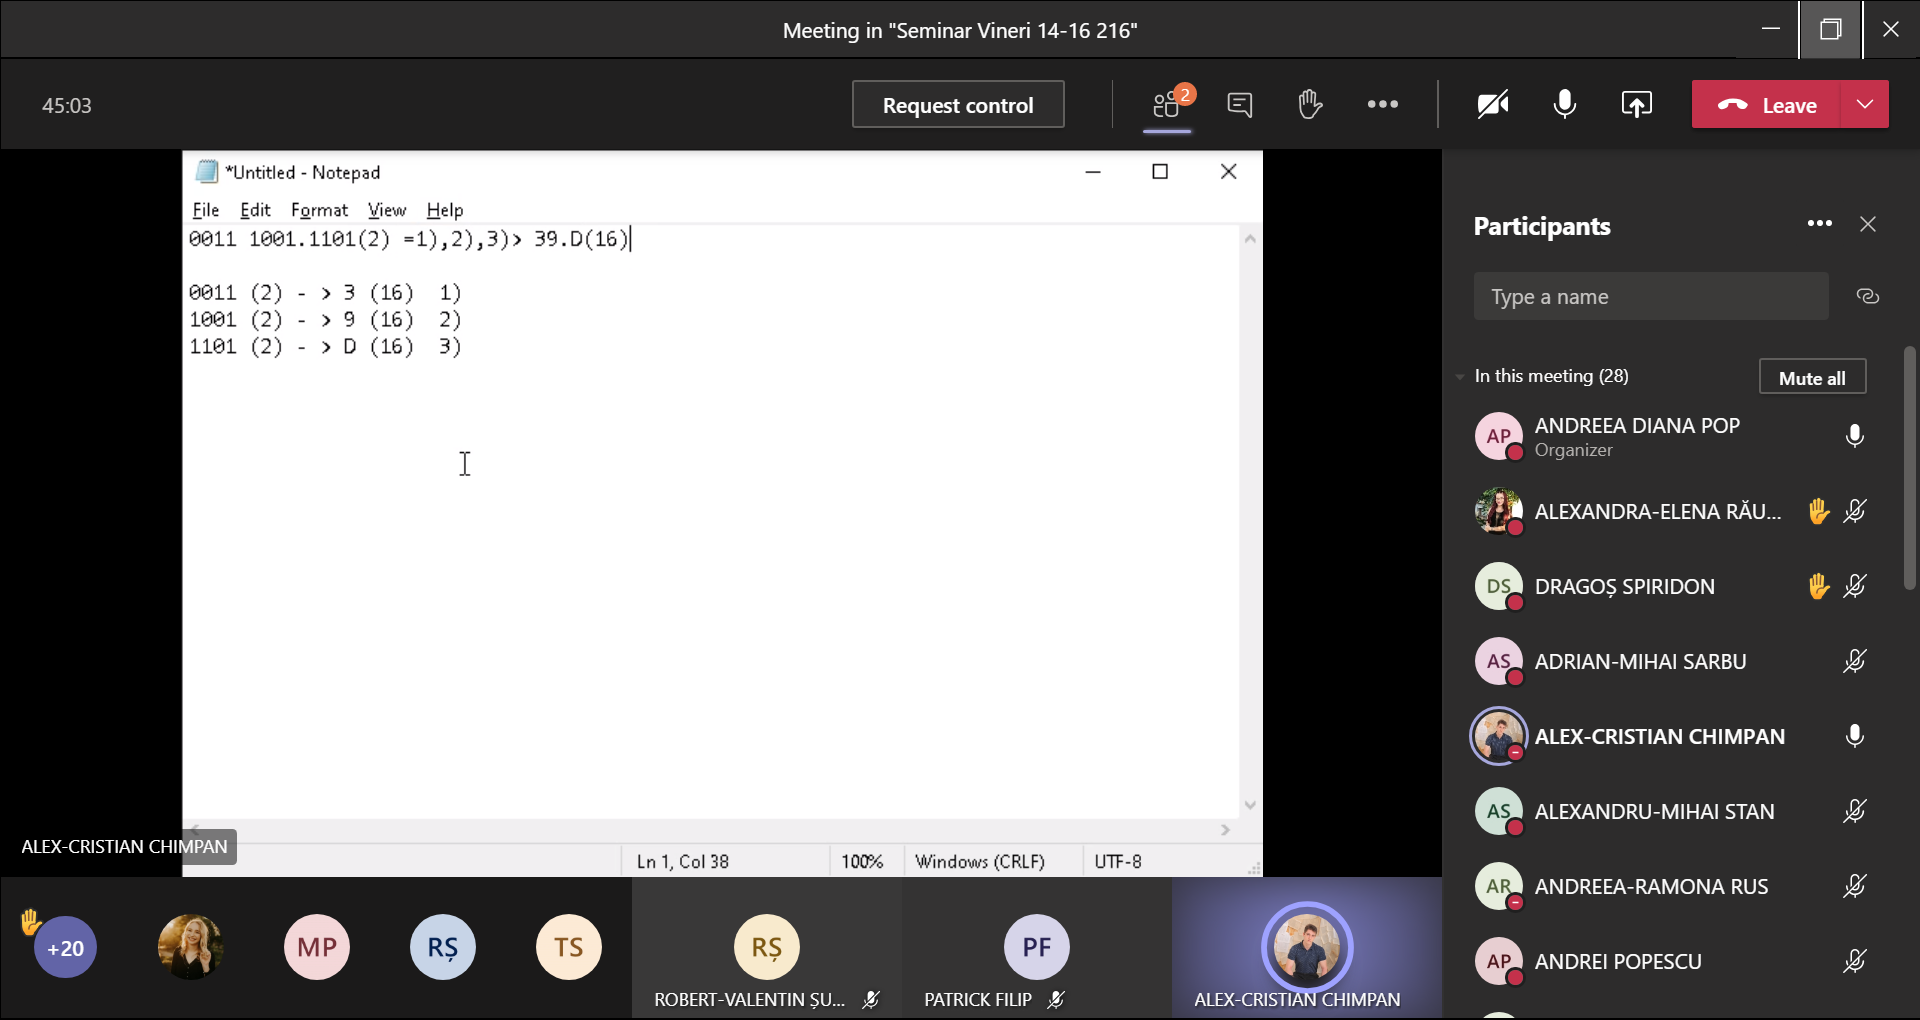 Meeting in "Seminar Vineri 14-16 216"
45:03
Request control
2
Leave
*Untitled - Notepad
File Edit Format View Help
0011 1001.1101(2) =1),2),3)> 39.D(16)
0011 (2) - > 3 (16) 1)
1001 (2) - > 9 (16) 2)
1101 (2) - > D (16) 3)
Ln 1, Col 38
100%
Windows (CRLF)
UTF-8
ALEX-CRISTIAN CHIMPAN
+20
MP
RȘ
TS
RȘ
ROBERT-VALENTIN ȘU...
PF
PATRICK FILIP
ALEX-CRISTIAN CHIMPAN
Participants
Type a name
In this meeting (28)
Mute all
AP
ANDREEA DIANA POP
Organizer
ALEXANDRA-ELENA RĂU...
DS
DRAGOȘ SPIRIDON
AS
ADRIAN-MIHAI SARBU
ALEX-CRISTIAN CHIMPAN
AS
ALEXANDRU-MIHAI STAN
AR
ANDREEA-RAMONA RUS
AP
ANDREI POPESCU